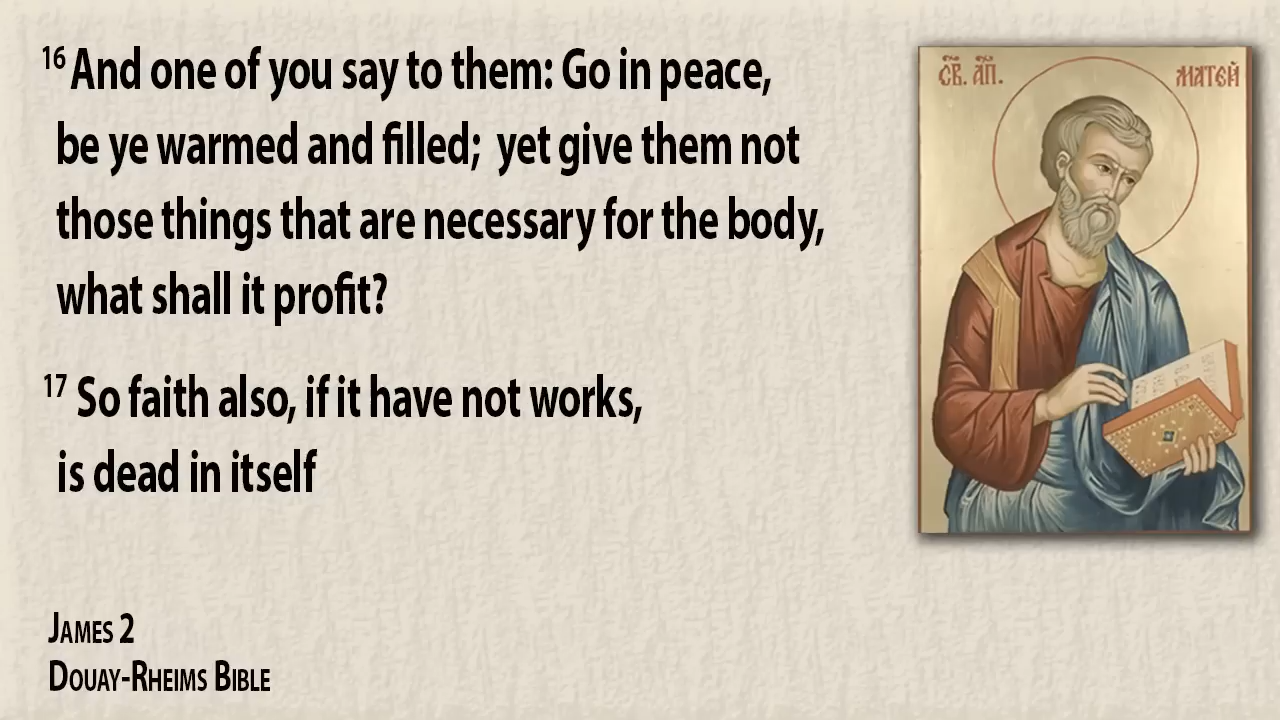 16 And one of you say to them: Go in peace,
be ye warmed and filled; yet give them not
those things that are necessary for the body,
what shall it profit?
17 So faith also, if it have not works,
is dead in itself
James 2
Douay-Rheims Bible
СВ. АП. МАТЕЙ